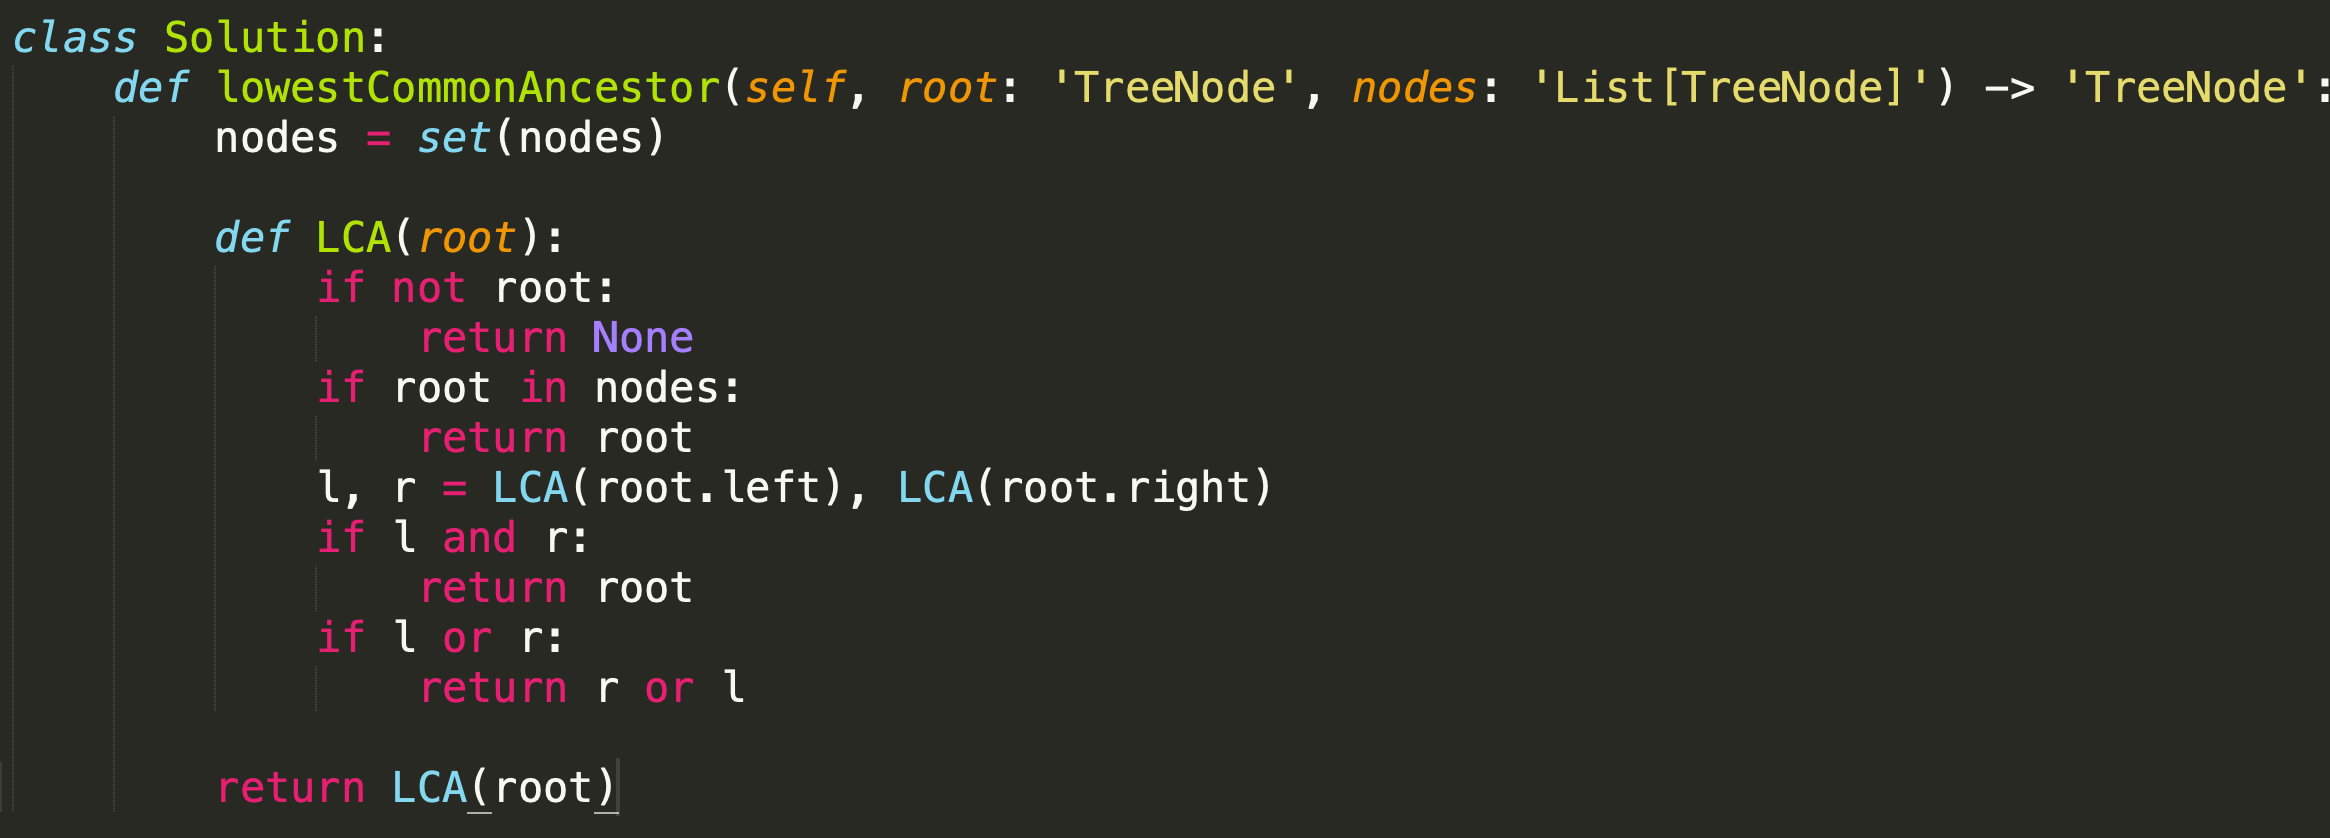 class Solution:
    def lowestCommonAncestor(self, root: 'TreeNode', nodes: 'List[TreeNode]') -> 'TreeNode':
        nodes = set(nodes)

        def LCA(root):
            if not root:
                return None
            if root in nodes:
                return root
            l, r = LCA(root.left), LCA(root.right)
            if l and r:
                return root
            if l or r:
                return r or l

        return LCA(root)